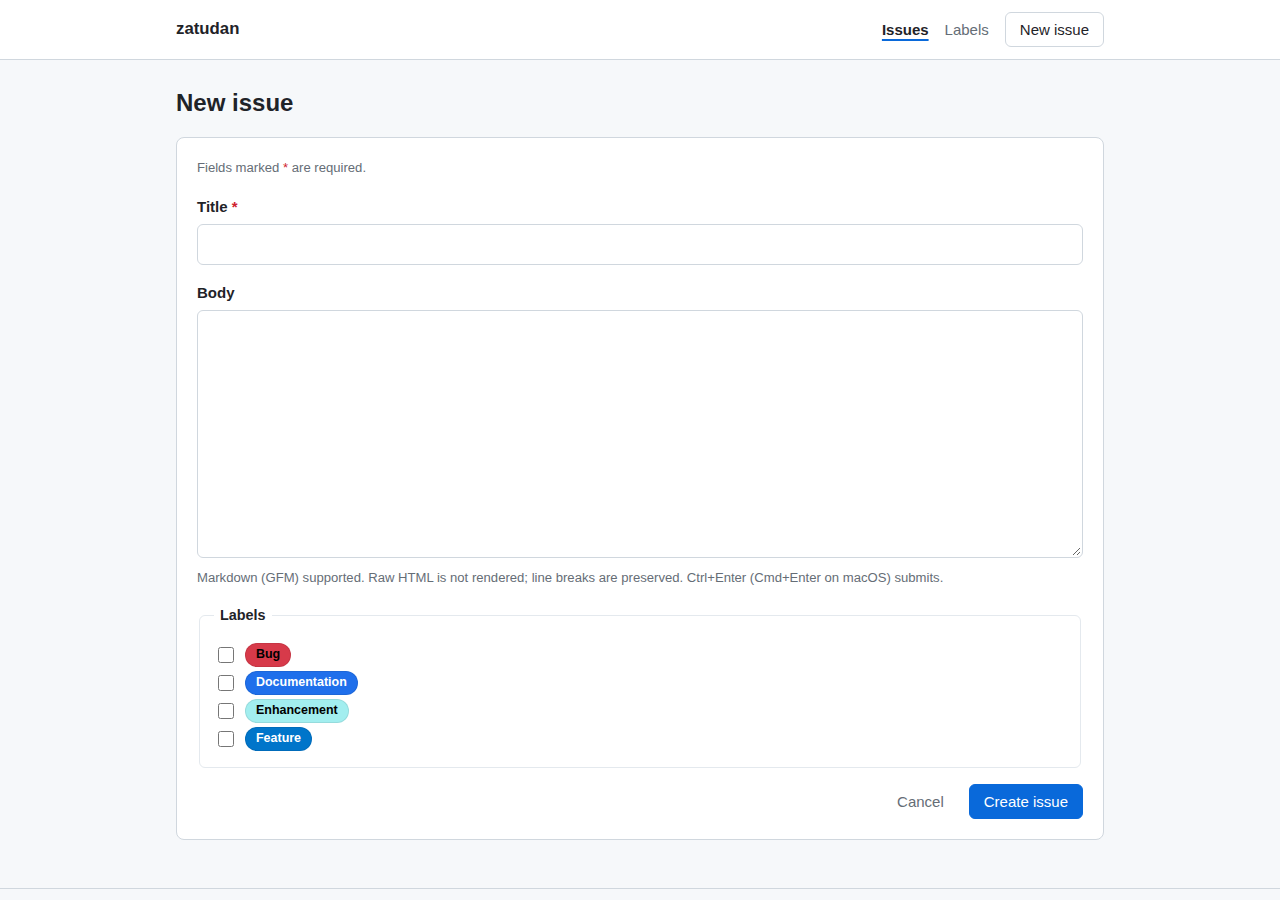 zatudan
Issues Labels New issue
New issue
Fields marked * are required.
Title *
Body
Markdown (GFM) supported. Raw HTML is not rendered; line breaks are preserved. Ctrl+Enter (Cmd+Enter on macOS) submits.
Labels
Bug
Documentation
Enhancement
Feature
Cancel Create issue